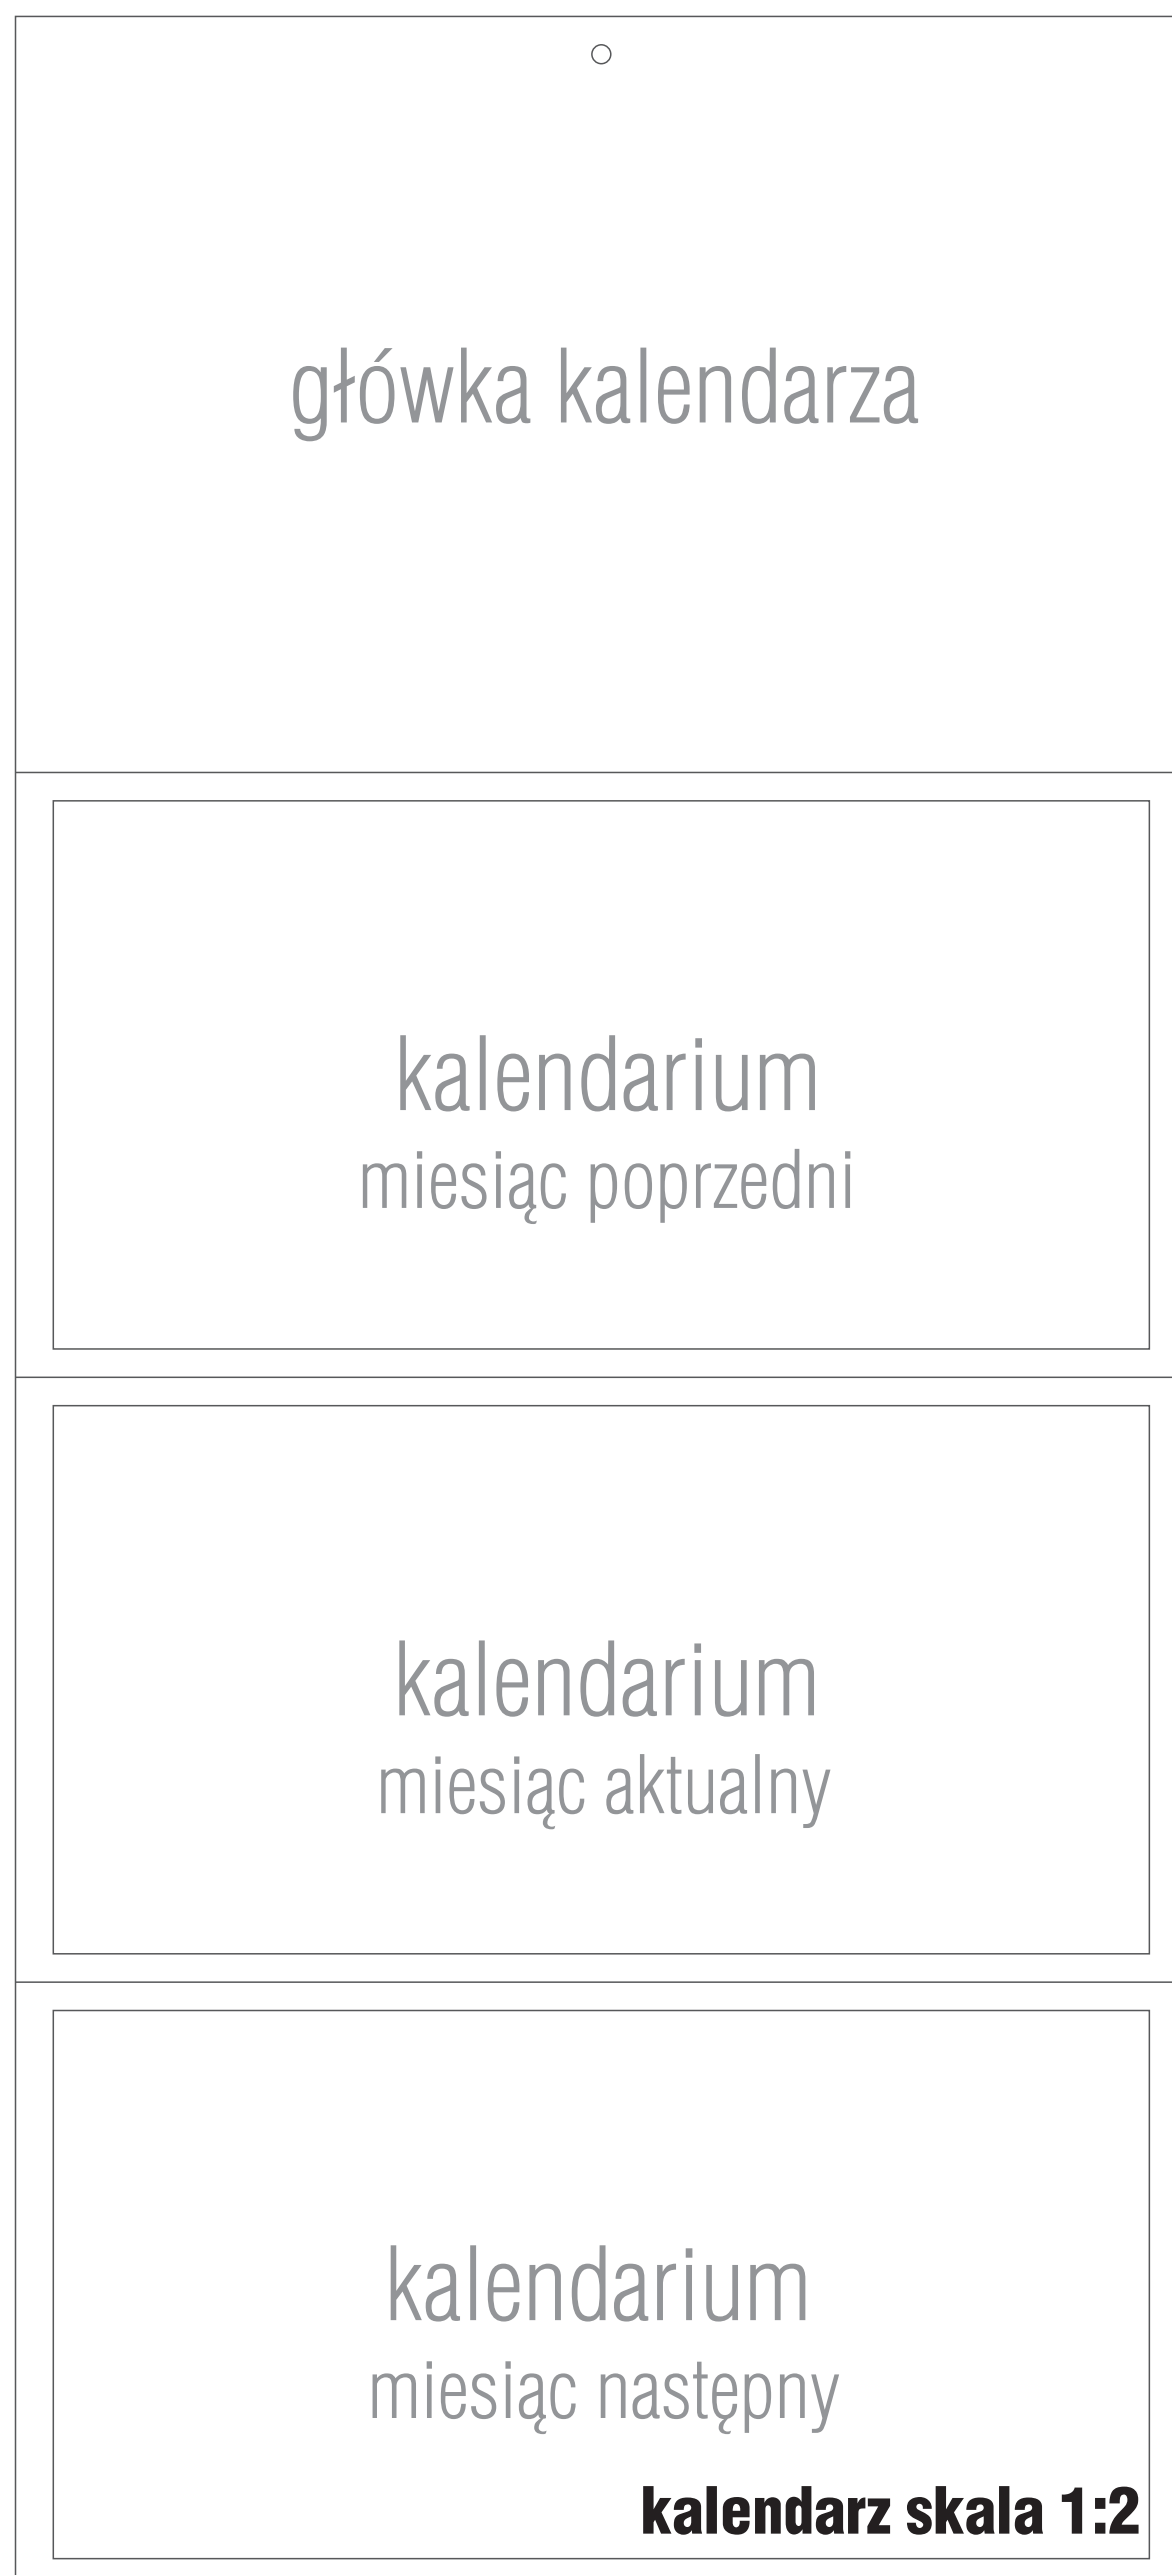 główka kalendarza
kalendarium
miesiąc poprzedni
kalendarium
miesiąc aktualny
kalendarium
miesiąc następny
kalendarz skala 1:2